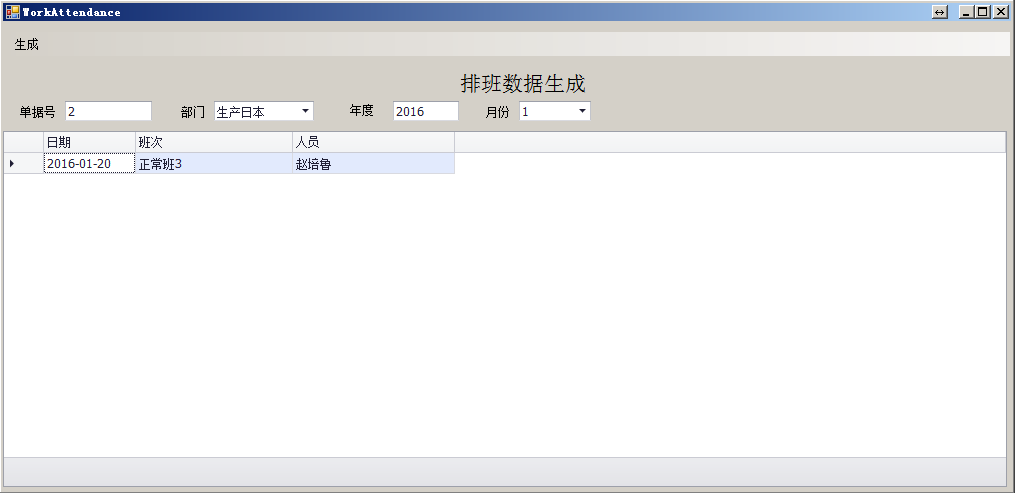 WorkAttendance
生成
排班数据生成
单据号 2 部门 生产日本 年度 2016 月份 1
日期 班次 人员
2016-01-20 正常班3 赵培鲁